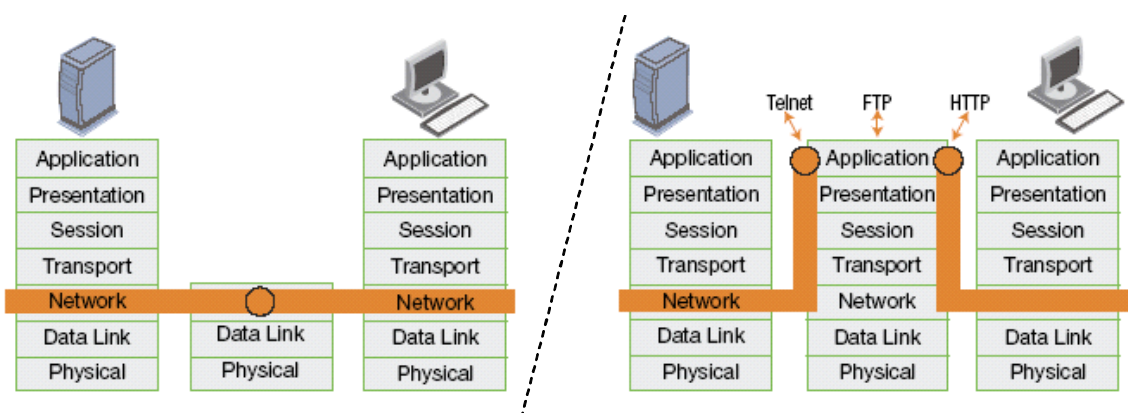 Application
Presentation
Session
Transport
Network
Data Link
Physical
Data Link
Physical
Application
Presentation
Session
Transport
Network
Data Link
Physical
Telnet
FTP
HTTP
Application
Presentation
Session
Transport
Network
Data Link
Physical
Application
Presentation
Session
Transport
Network
Data Link
Physical
Application
Presentation
Session
Transport
Data Link
Physical